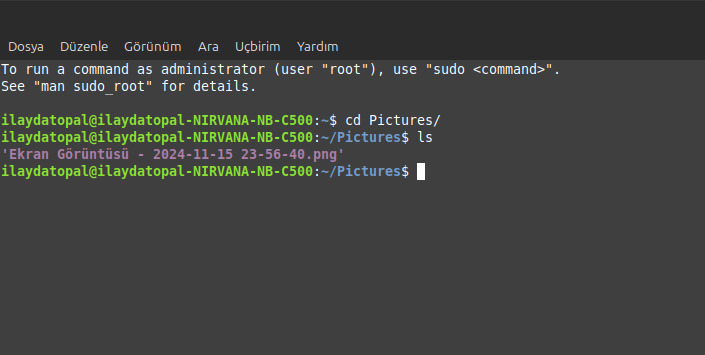 Dosya Düzenle Görünüm Ara Uçbirim Yardım
To run a command as administrator (user "root"), use "sudo <command>".
See "man sudo_root" for details.
ilaydatopal@ilaydatopal-NIRVANA-NB-C500:~$ cd Pictures/
ilaydatopal@ilaydatopal-NIRVANA-NB-C500:~/Pictures$ ls
'Ekran Görüntüsü - 2024-11-15 23-56-40.png'
ilaydatopal@ilaydatopal-NIRVANA-NB-C500:~/Pictures$